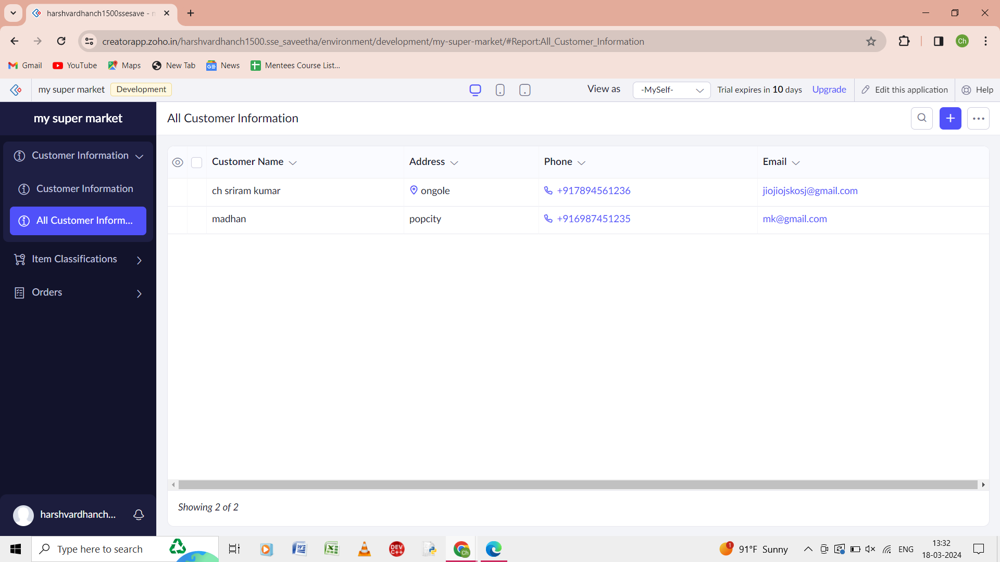 harshvardhanch1500ssesave -
creatorapp.zoho.in/harshvardhanch1500.sse_saveetha/environment/development/my-super-market/#Report:All_Customer_Information
Ch
Gmail YouTube Maps New Tab News Mentees Course List...
my super market Development View as -MySelf- Trial expires in 10 days Upgrade Edit this application Help
my super market
All Customer Information
Customer Information
Customer Information
All Customer Inform...
Item Classifications
Orders
Customer Name Address Phone Email
ch sriram kumar ongole +917894561236 jiojiojskosj@gmail.com
madhan popcity +916987451235 mk@gmail.com
Showing 2 of 2
harshvardhanch...
Type here to search
DEV C++
Ch
1
91°F Sunny
ENG
13:32
18-03-2024